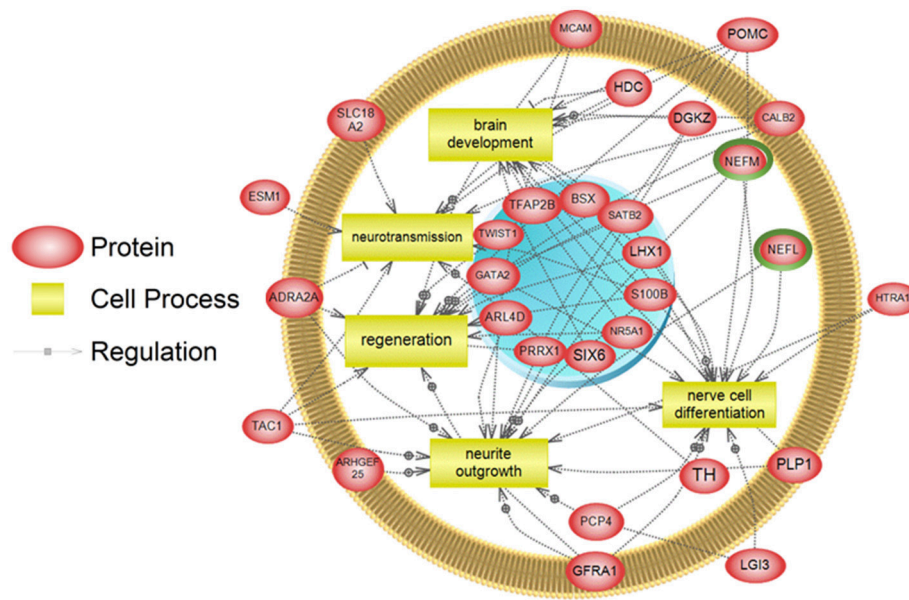 MCAM
POMC
HDC
SLC18
A2
DGKZ
CALB2
brain
development
NEFM
ESM1
TFAP2B
BSX
SATB2
Protein
neurotransmission
TWIST1
LHX1
NEFL
GATA2
Cell Process
ADRA2A
S100B
HTRA1
ARL4D
regeneration
NR5A1
Regulation
PRRX1
SIX6
nerve cell
differentiation
TAC1
ARHGEF
25
neurite
outgrowth
TH
PLP1
PCP4
GFRA1
LGI3